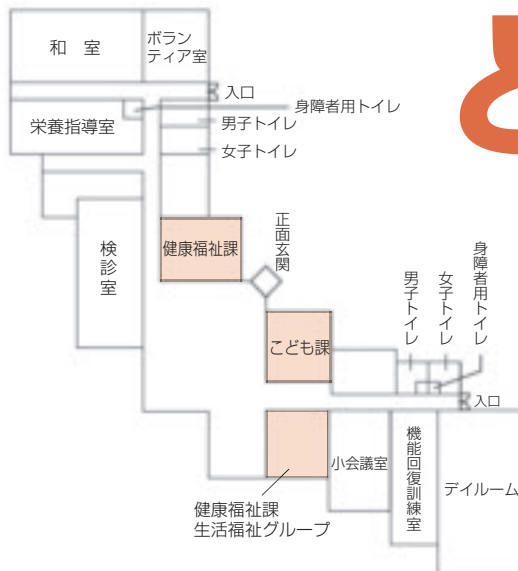 和　室
ボラン
ティア室
入口
身障者用トイレ
栄養指導室
男子トイレ
女子トイレ
検診室
健康福祉課
正面玄関
こども課
男子トイレ
女子トイレ
身障者用トイレ
入口
小会議室
機能回復訓練室
デイルーム
健康福祉課
生活福祉グループ